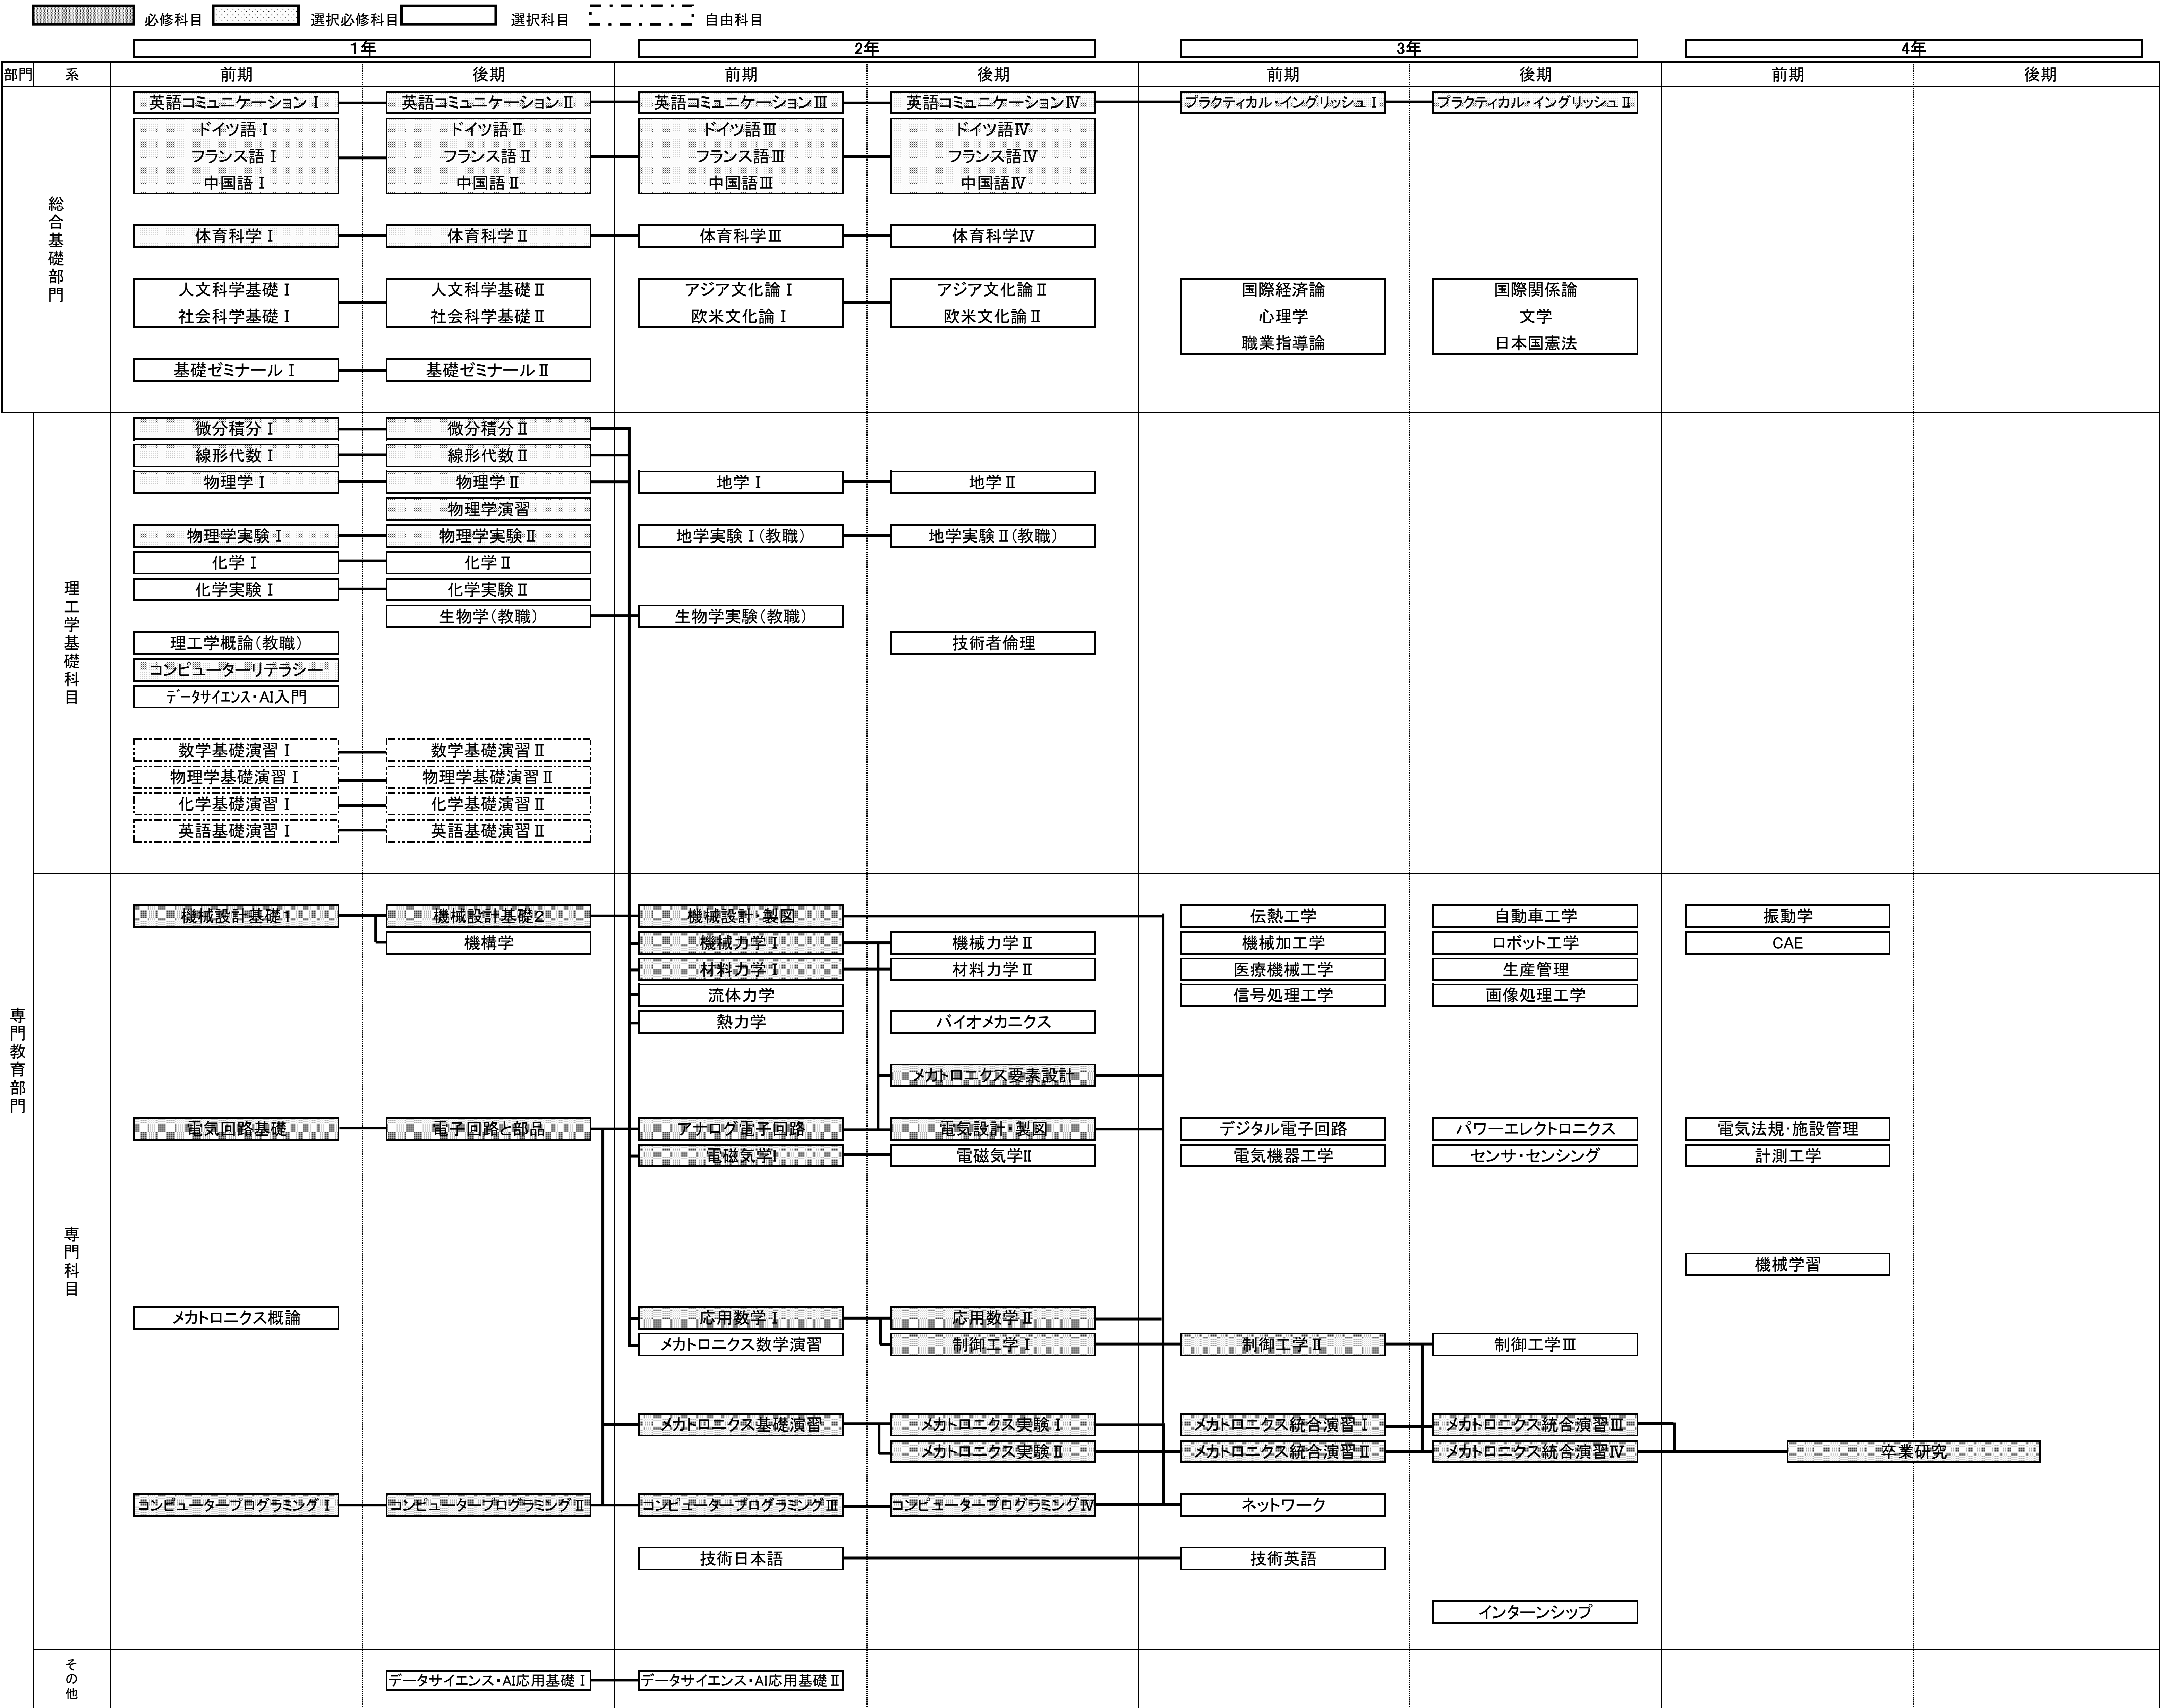 必修科目 選択必修科目 選択科目 自由科目
1年 2年 3年 4年
部門 系 前期 後期 前期 後期 前期 後期 前期 後期
総合基礎部門
英語コミュニケーションⅠ 英語コミュニケーションⅡ 英語コミュニケーションⅢ 英語コミュニケーションⅣ プラクティカル・イングリッシュⅠ プラクティカル・イングリッシュⅡ
ドイツ語Ⅰ ドイツ語Ⅱ ドイツ語Ⅲ ドイツ語Ⅳ
フランス語Ⅰ フランス語Ⅱ フランス語Ⅲ フランス語Ⅳ
中国語Ⅰ 中国語Ⅱ 中国語Ⅲ 中国語Ⅳ
体育科学Ⅰ 体育科学Ⅱ 体育科学Ⅲ 体育科学Ⅳ
人文科学基礎Ⅰ 人文科学基礎Ⅱ アジア文化論Ⅰ アジア文化論Ⅱ 国際経済論 国際関係論
社会科学基礎Ⅰ 社会科学基礎Ⅱ 欧米文化論Ⅰ 欧米文化論Ⅱ 心理学 文学
職業指導論 日本国憲法
基礎ゼミナールⅠ 基礎ゼミナールⅡ
専門教育部門
理工学基礎科目
微分積分Ⅰ 微分積分Ⅱ
線形代数Ⅰ 線形代数Ⅱ
物理学Ⅰ 物理学Ⅱ 地学Ⅰ 地学Ⅱ
物理学演習
物理学実験Ⅰ 物理学実験Ⅱ 地学実験Ⅰ(教職) 地学実験Ⅱ(教職)
化学Ⅰ 化学Ⅱ
化学実験Ⅰ 化学実験Ⅱ
生物学(教職) 生物学実験(教職)
理工学概論(教職) 技術者倫理
コンピューターリテラシー
データサイエンス・AI入門
数学基礎演習Ⅰ 数学基礎演習Ⅱ
物理学基礎演習Ⅰ 物理学基礎演習Ⅱ
化学基礎演習Ⅰ 化学基礎演習Ⅱ
英語基礎演習Ⅰ 英語基礎演習Ⅱ
専門科目
機械設計基礎1 機械設計基礎2 機械設計・製図 伝熱工学 自動車工学 振動学
機構学 機械力学Ⅰ 機械力学Ⅱ 機械加工学 ロボット工学 CAE
材料力学Ⅰ 材料力学Ⅱ 医療機械工学 生産管理
流体力学 信号処理工学 画像処理工学
熱力学 バイオメカニクス
メカトロニクス要素設計
電気回路基礎 電子回路と部品 アナログ電子回路 電気設計・製図 デジタル電子回路 パワーエレクトロニクス 電気法規・施設管理
電磁気学Ⅰ 電磁気学Ⅱ 電気機器工学 センサ・センシング 計測工学
機械学習
メカトロニクス概論 応用数学Ⅰ 応用数学Ⅱ
メカトロニクス数学演習 制御工学Ⅰ 制御工学Ⅱ 制御工学Ⅲ
メカトロニクス基礎演習 メカトロニクス実験Ⅰ メカトロニクス統合演習Ⅰ メカトロニクス統合演習Ⅲ
メカトロニクス実験Ⅱ メカトロニクス統合演習Ⅱ メカトロニクス統合演習Ⅳ 卒業研究
コンピュータープログラミングⅠ コンピュータープログラミングⅡ コンピュータープログラミングⅢ コンピュータープログラミングⅣ ネットワーク
技術日本語 技術英語
インターンシップ
その他
データサイエンス・AI応用基礎Ⅰ データサイエンス・AI応用基礎Ⅱ